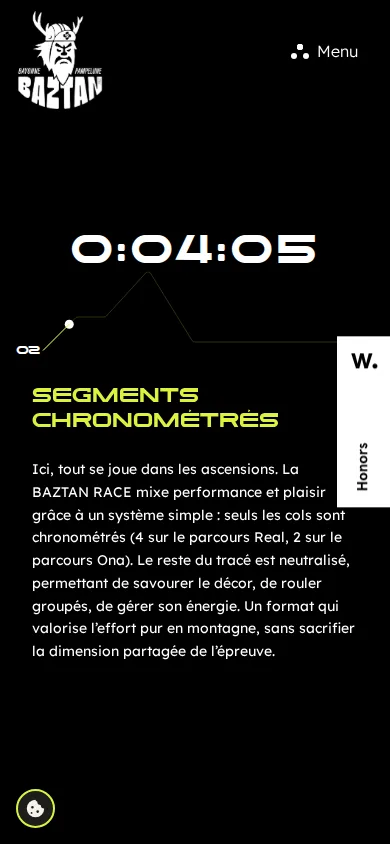 BAYONNE PAMPELUNE
BAZTAN
Menu
0:04:05
02
SEGMENTS
CHRONOMÉTRÉS
W.
Honors
Ici, tout se joue dans les ascensions. La
BAZTAN RACE mixe performance et plaisir
grâce à un système simple : seuls les cols sont
chronométrés (4 sur le parcours Real, 2 sur le
parcours Ona). Le reste du tracé est neutralisé,
permettant de savourer le décor, de rouler
groupés, de gérer son énergie. Un format qui
valorise l’effort pur en montagne, sans sacrifier
la dimension partagée de l’épreuve.